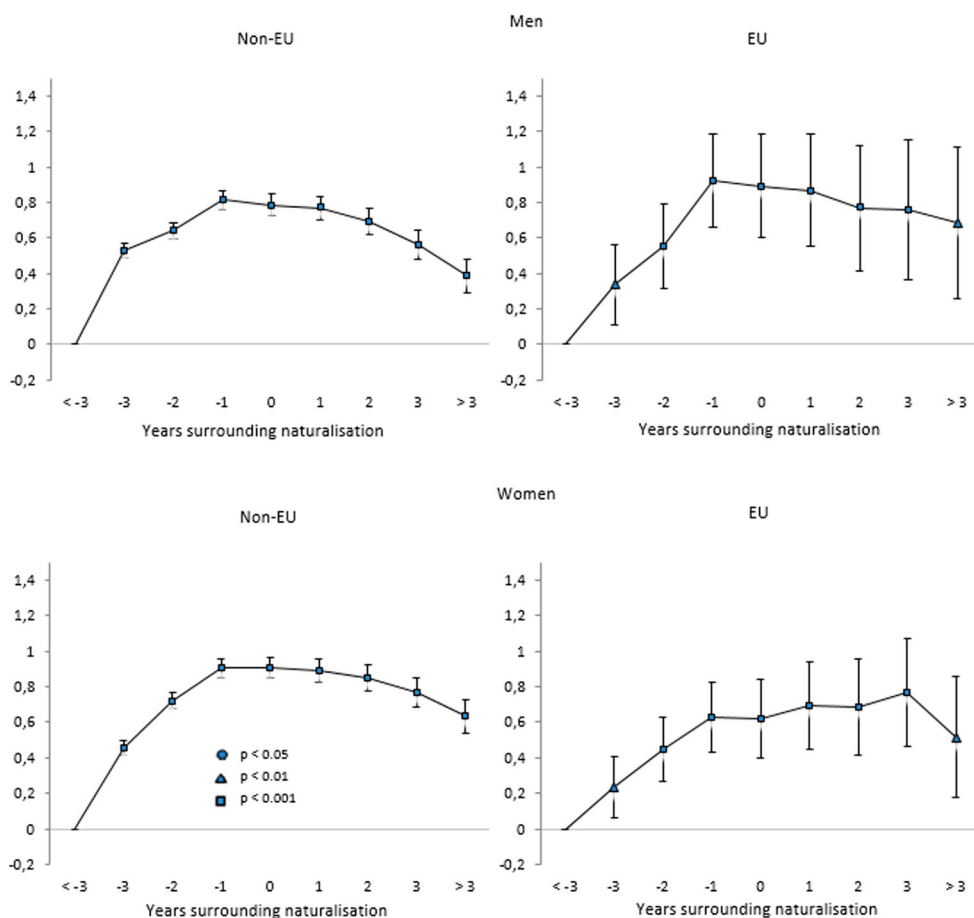 Men
Non-EU
EU
1,4
1,2
1
0,8
0,6
0,4
0,2
0
-0,2
< -3 -3 -2 -1 0 1 2 3 > 3
Years surrounding naturalisation
1,4
1,2
1
0,8
0,6
0,4
0,2
0
-0,2
< -3 -3 -2 -1 0 1 2 3 > 3
Years surrounding naturalisation
Women
Non-EU
EU
1,4
1,2
1
0,8
0,6
0,4
0,2
0
-0,2
p < 0.05
p < 0.01
p < 0.001
< -3 -3 -2 -1 0 1 2 3 > 3
Years surrounding naturalisation
1,4
1,2
1
0,8
0,6
0,4
0,2
0
-0,2
< -3 -3 -2 -1 0 1 2 3 > 3
Years surrounding naturalisation